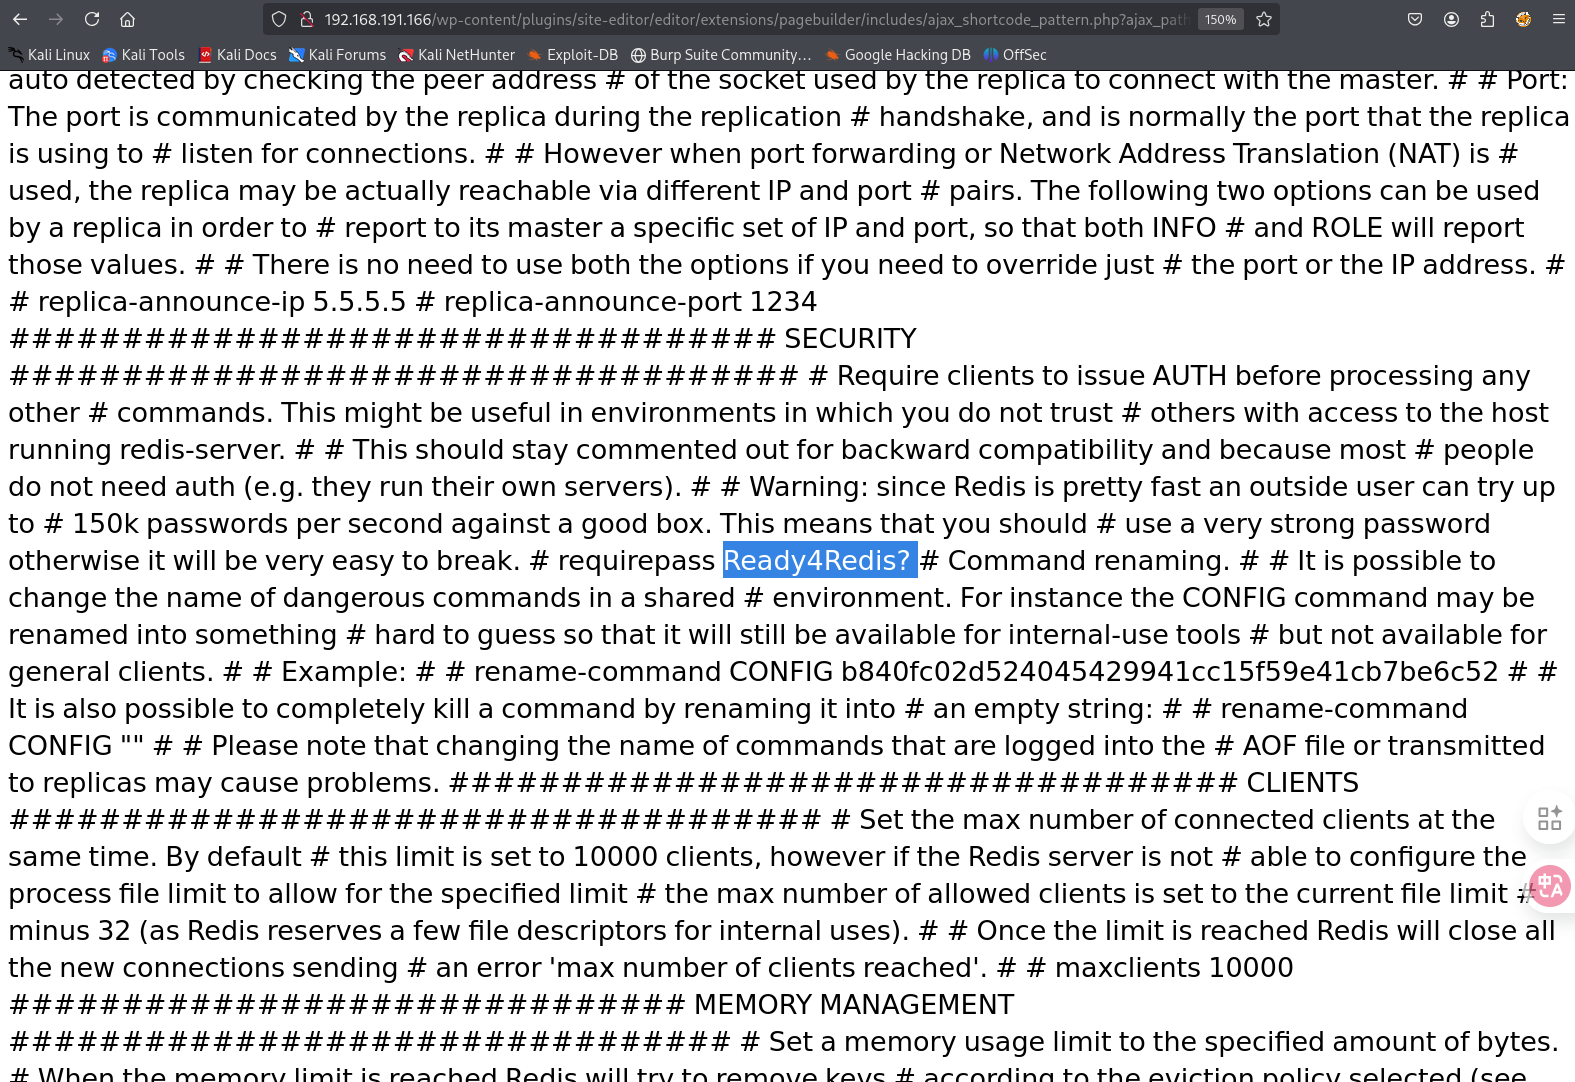 192.168.191.166/wp-content/plugins/site-editor/editor/extensions/pagebuilder/includes/ajax_shortcode_pattern.php?ajax_path 150%
Kali Linux Kali Tools Kali Docs Kali Forums Kali NetHunter Exploit-DB Burp Suite Community… Google Hacking DB OffSec
auto detected by checking the peer address # of the socket used by the replica to connect with the master. # # Port:
The port is communicated by the replica during the replication # handshake, and is normally the port that the replica
is using to # listen for connections. # # However when port forwarding or Network Address Translation (NAT) is #
used, the replica may be actually reachable via different IP and port # pairs. The following two options can be used
by a replica in order to # report to its master a specific set of IP and port, so that both INFO # and ROLE will report
those values. # # There is no need to use both the options if you need to override just # the port or the IP address. #
# replica-announce-ip 5.5.5.5 # replica-announce-port 1234
################################## SECURITY
################################### # Require clients to issue AUTH before processing any
other # commands. This might be useful in environments in which you do not trust # others with access to the host
running redis-server. # # This should stay commented out for backward compatibility and because most # people
do not need auth (e.g. they run their own servers). # # Warning: since Redis is pretty fast an outside user can try up
to # 150k passwords per second against a good box. This means that you should # use a very strong password
otherwise it will be very easy to break. # requirepass Ready4Redis? # Command renaming. # # It is possible to
change the name of dangerous commands in a shared # environment. For instance the CONFIG command may be
renamed into something # hard to guess so that it will still be available for internal-use tools # but not available for
general clients. # # Example: # # rename-command CONFIG b840fc02d524045429941cc15f59e41cb7be6c52 # #
It is also possible to completely kill a command by renaming it into # an empty string: # # rename-command
CONFIG "" # # Please note that changing the name of commands that are logged into the # AOF file or transmitted
to replicas may cause problems. ################################### CLIENTS
#################################### # Set the max number of connected clients at the
same time. By default # this limit is set to 10000 clients, however if the Redis server is not # able to configure the
process file limit to allow for the specified limit # the max number of allowed clients is set to the current file limit #
minus 32 (as Redis reserves a few file descriptors for internal uses). # # Once the limit is reached Redis will close all
the new connections sending # an error 'max number of clients reached'. # # maxclients 10000
############################## MEMORY MANAGEMENT
################################ # Set a memory usage limit to the specified amount of bytes.
# When the memory limit is reached Redis will try to remove keys # according to the eviction policy selected (see